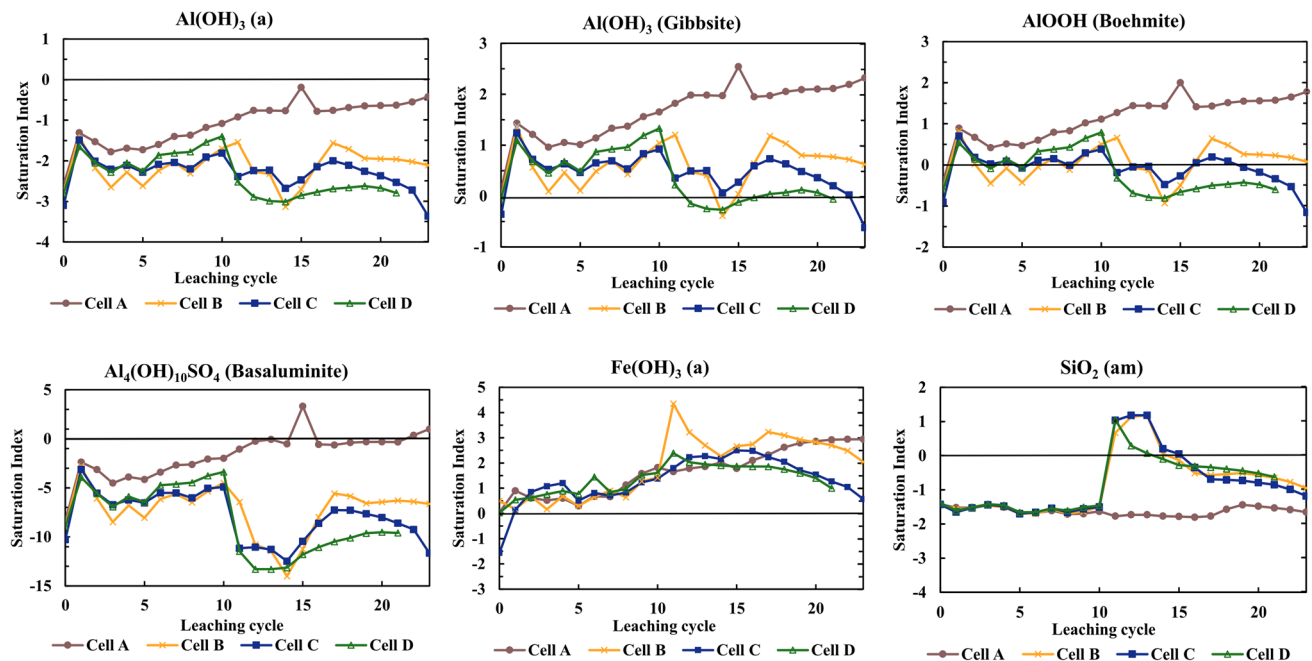 Al(OH)₃ (a)
Saturation Index
1
0
-1
-2
-3
-4
0 5 10 15 20
Leaching cycle
Cell A Cell B Cell C Cell D
Al(OH)₃ (Gibbsite)
Saturation Index
3
2
1
0
-1
0 5 10 15 20
Leaching cycle
Cell A Cell B Cell C Cell D
AlOOH (Boehmite)
Saturation Index
3
2
1
0
-1
-2
0 5 10 15 20
Leaching cycle
Cell A Cell B Cell C Cell D
Al₄(OH)₁₀SO₄ (Basaluminite)
Saturation Index
5
0
-5
-10
-15
0 5 10 15 20
Leaching cycle
Cell A Cell B Cell C Cell D
Fe(OH)₃ (a)
Saturation Index
5
4
3
2
1
0
-1
-2
-3
0 5 10 15 20
Leaching cycle
Cell A Cell B Cell C Cell D
SiO₂ (am)
Saturation Index
2
1
0
-1
-2
-3
-4
0 5 10 15 20
Leaching cycle
Cell A Cell B Cell C Cell D